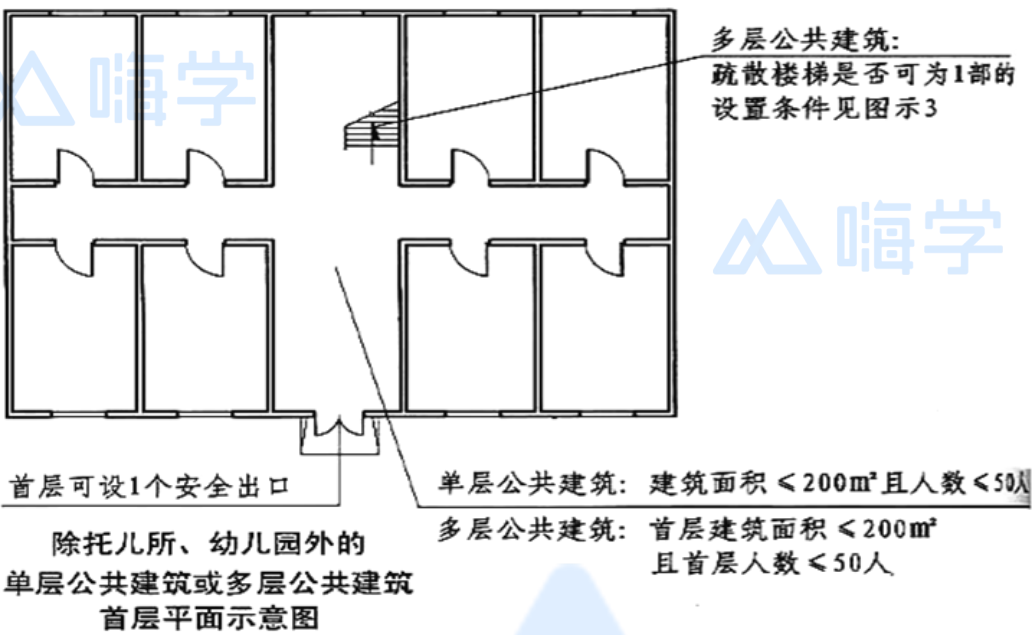 嗨学
多层公共建筑:
疏散楼梯是否可为1部的
设置条件见图示3
嗨学
首层可设1个安全出口
单层公共建筑: 建筑面积≤200m²且人数≤50人
多层公共建筑: 首层建筑面积≤200m²
且首层人数≤50人
除托儿所、幼儿园外的
单层公共建筑或多层公共建筑
首层平面示意图